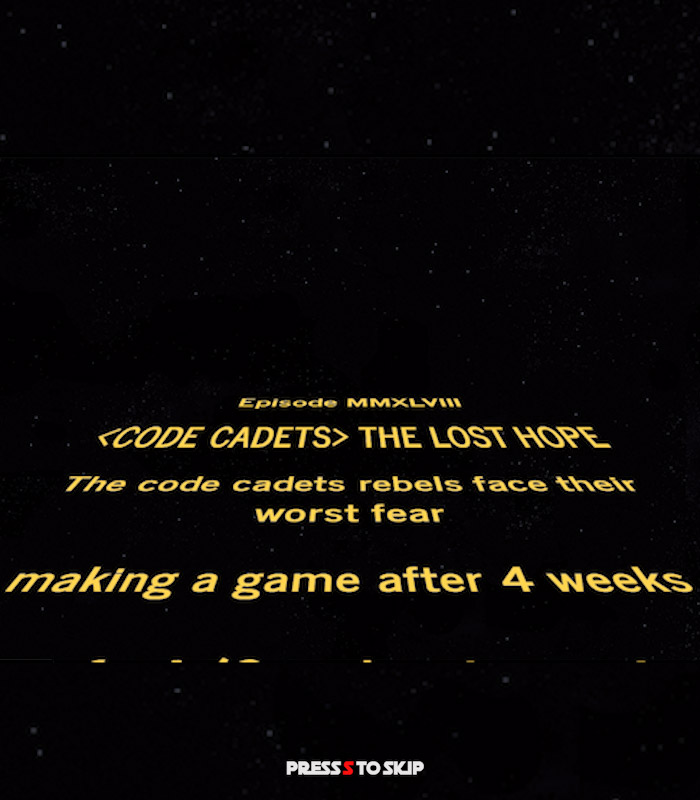 Episode MMXLVIII
<CODE CADETS> THE LOST HOPE
The code cadets rebels face their
worst fear
making a game after 4 weeks
PRESS S TO SKIP